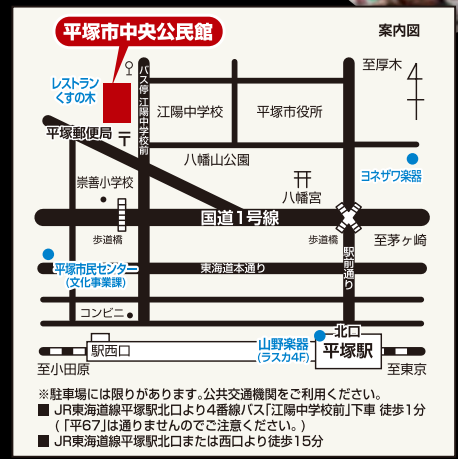 平塚市中央公民館
案内図
至厚木
レストラン
くすの木
バス停 江陽中学校前
江陽中学校
平塚市役所
平塚郵便局
〒
八幡山公園
ヨネザワ楽器
崇善小学校
八幡宮
国道1号線
歩道橋
歩道橋
至茅ヶ崎
駅前通り
平塚市民センター
(文化事業課)
東海道本通り
コンビニ
北口
山野楽器
(ラスカ4F)
駅西口
平塚駅
至小田原
至東京
※駐車場には限りがあります。公共交通機関をご利用ください。
■ JR東海道線平塚駅北口より4番線バス「江陽中学校前」下車 徒歩1分
(「平67」は通りませんのでご注意ください。)
■ JR東海道線平塚駅北口または西口より徒歩15分